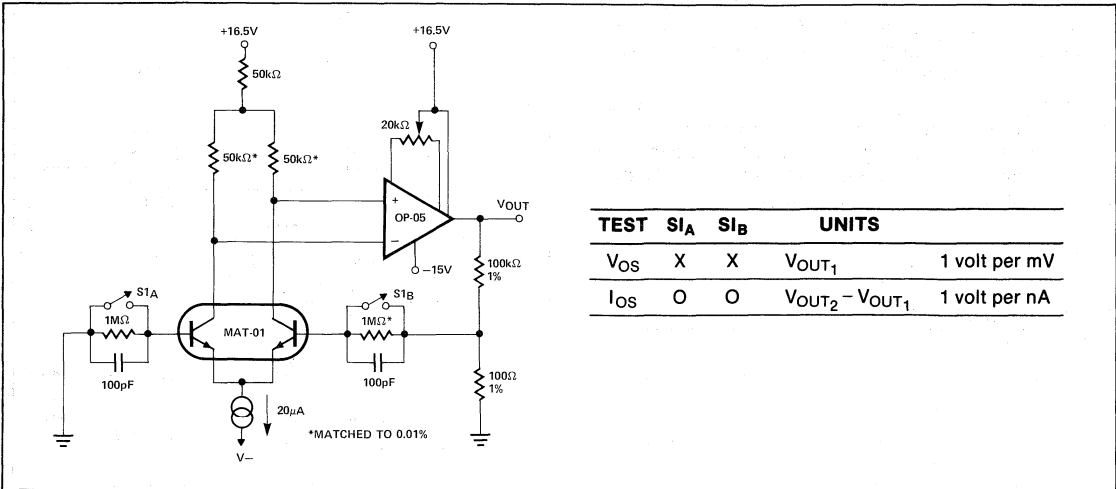 +16.5V
+16.5V
50kΩ
20kΩ
50kΩ*
50kΩ*
+
OP-05
VOUT
−
−15V
100kΩ
1%
S1A
S1B
1MΩ
MAT-01
1MΩ*
100pF
100pF
100Ω
1%
20μA
*MATCHED TO 0.01%
V−
TEST SIA SIB UNITS
VOS X X VOUT1 1 volt per mV
IOS O O VOUT2 − VOUT1 1 volt per nA